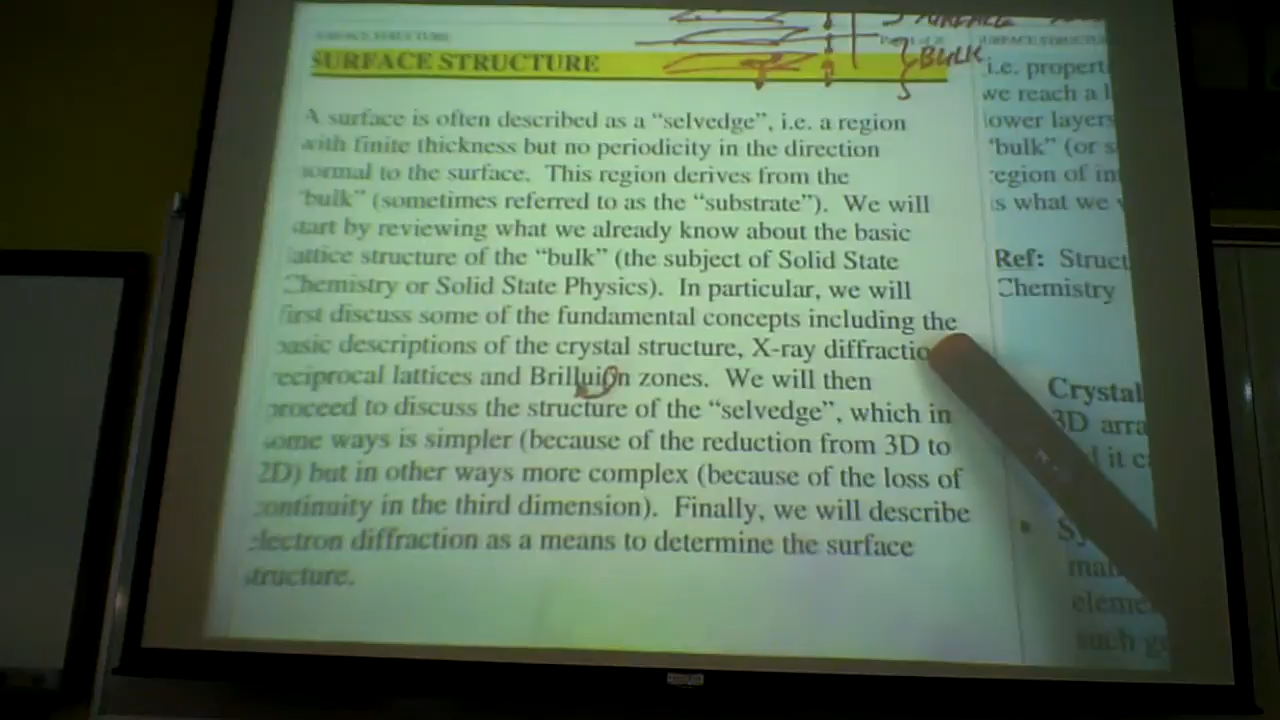 SURFACE STRUCTURE
BULK
SURFACE STRUCTURE
A surface is often described as a “selvedge”, i.e. a region
with finite thickness but no periodicity in the direction
normal to the surface. This region derives from the
“bulk” (sometimes referred to as the “substrate”). We will
start by reviewing what we already know about the basic
lattice structure of the “bulk” (the subject of Solid State
Chemistry or Solid State Physics). In particular, we will
first discuss some of the fundamental concepts including the
basic descriptions of the crystal structure, X-ray diffractio
reciprocal lattices and Brilluion zones. We will then
proceed to discuss the structure of the “selvedge”, which in
some ways is simpler (because of the reduction from 3D to
2D) but in other ways more complex (because of the loss of
continuity in the third dimension). Finally, we will describe
electron diffraction as a means to determine the surface
structure.
i.e. propert
we reach a l
lower layers
“bulk” (or s
region of in
is what we
Ref: Struct
Chemistry
Crystal
3D arra
it c
Sy
man
eleme
such g